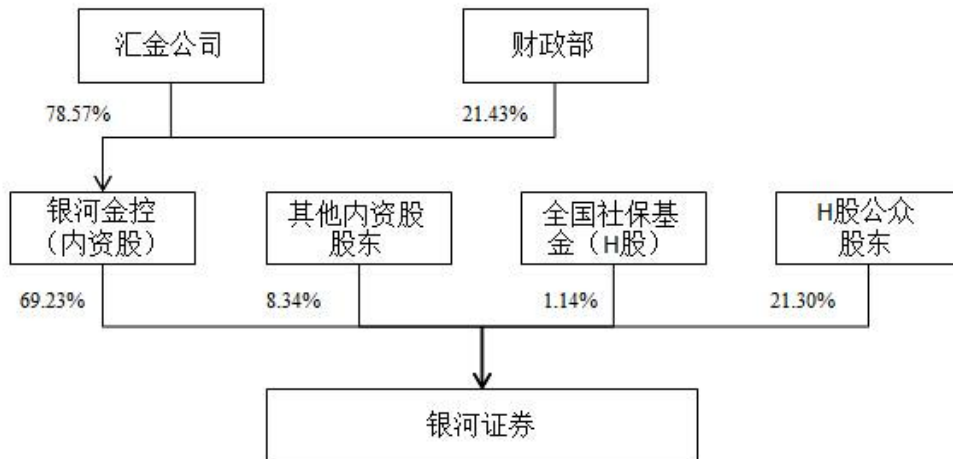 汇金公司
财政部
78.57%
21.43%
银河金控
（内资股）
其他内资股
股东
全国社保基
金（H股）
H股公众
股东
69.23%
8.34%
1.14%
21.30%
银河证券